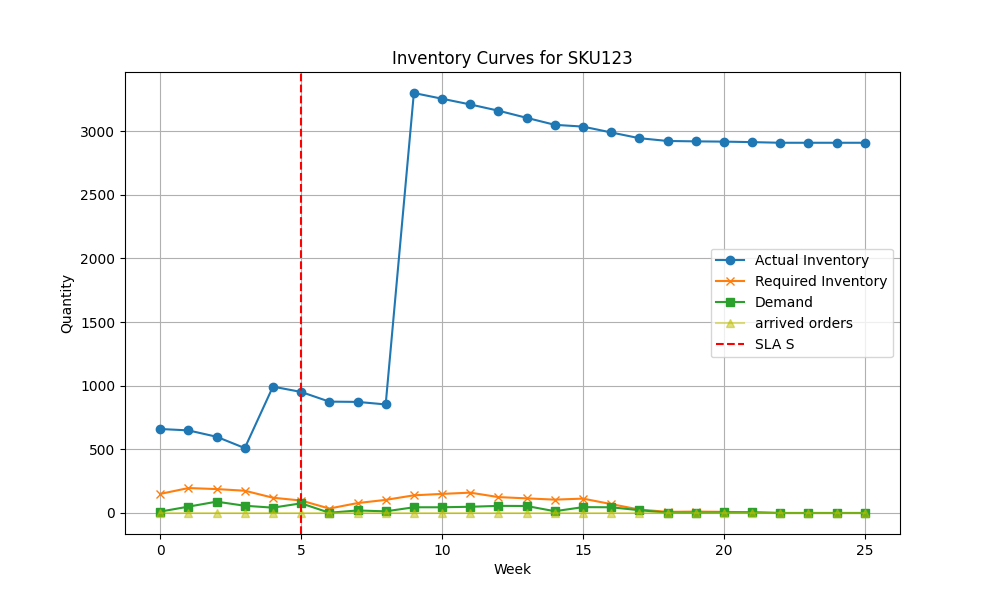 Inventory Curves for SKU123
Quantity
3000
2500
2000
1500
1000
500
0
Actual Inventory
Required Inventory
Demand
arrived orders
SLA S
0 5 10 15 20 25
Week